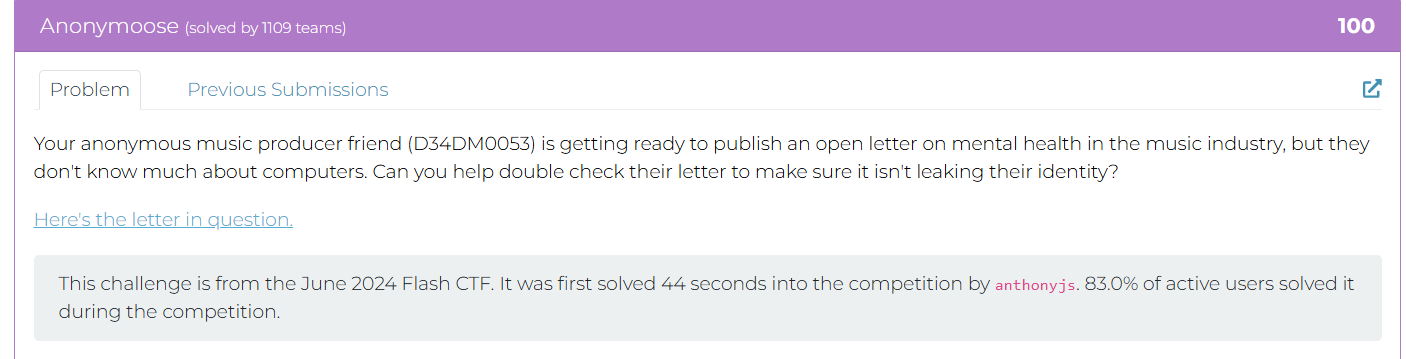 Anonymoose (solved by 1109 teams) 100
Problem Previous Submissions
Your anonymous music producer friend (D34DM0053) is getting ready to publish an open letter on mental health in the music industry, but they
don't know much about computers. Can you help double check their letter to make sure it isn't leaking their identity?
Here's the letter in question.
This challenge is from the June 2024 Flash CTF. It was first solved 44 seconds into the competition by anthonyjs. 83.0% of active users solved it
during the competition.